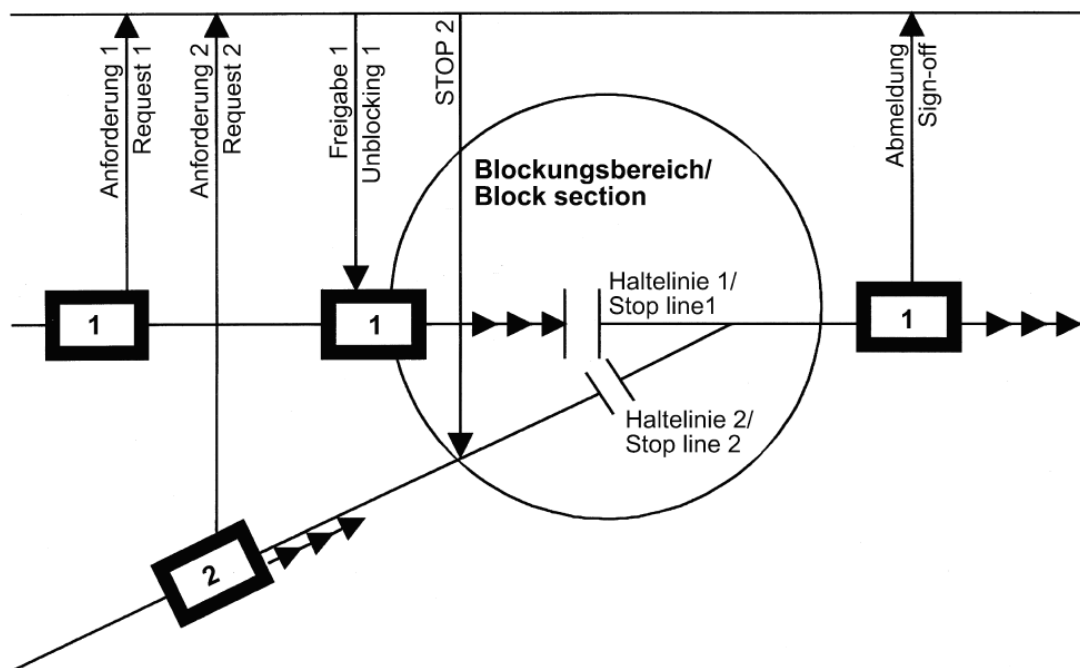 Anforderung 1
Request 1
Anforderung 2
Request 2
Freigabe 1
Unblocking 1
STOP 2
Abmeldung
Sign-off
Blockungsbereich/
Block section
Haltelinie 1/
Stop line1
1
1
1
Haltelinie 2/
Stop line 2
2